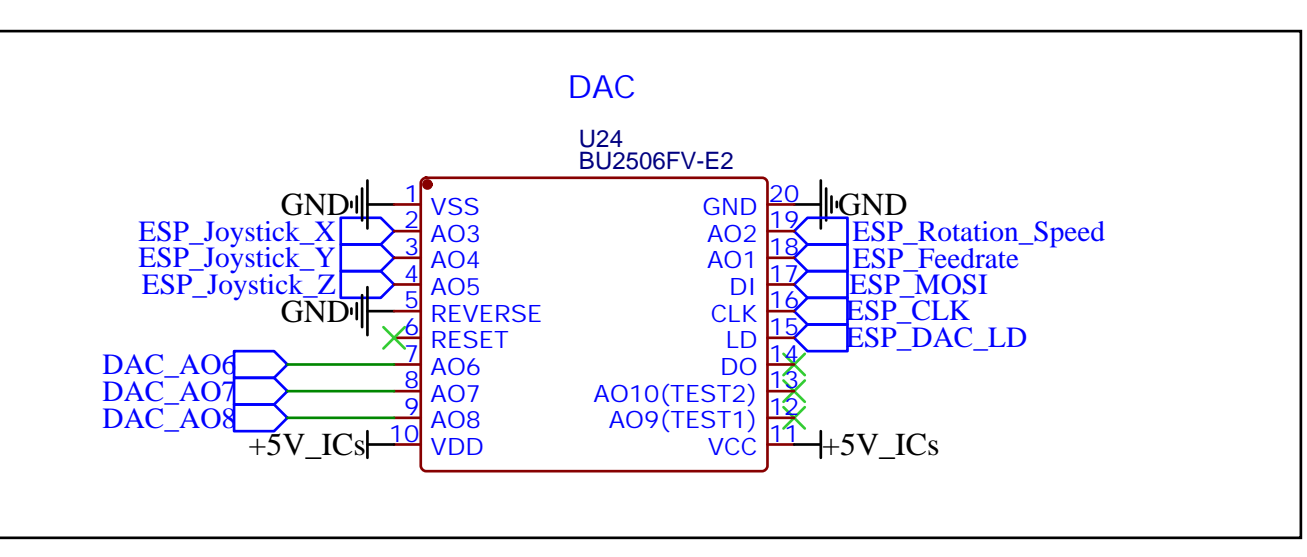 DAC
U24
BU2506FV-E2
GND 1 VSS GND 20 GND
ESP_Joystick_X 2 AO3 AO2 19 ESP_Rotation_Speed
ESP_Joystick_Y 3 AO4 AO1 18 ESP_Feedrate
ESP_Joystick_Z 4 AO5 DI 17 ESP_MOSI
GND 5 REVERSE CLK 16 ESP_CLK
6 RESET LD 15 ESP_DAC_LD
DAC_AO6 7 AO6 DO 14
DAC_AO7 8 AO7 AO10(TEST2) 13
DAC_AO8 9 AO8 AO9(TEST1) 12
+5V_ICs 10 VDD VCC 11 +5V_ICs